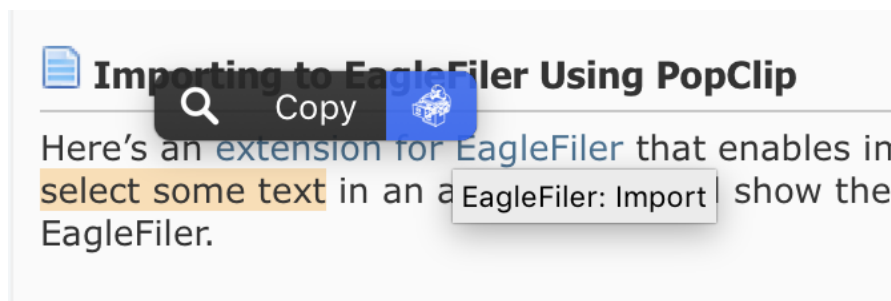 Importing to EagleFiler Using PopClip
Copy
Here’s an extension for EagleFiler that enables
select some text in an a
EagleFiler: Import
show the
EagleFiler.